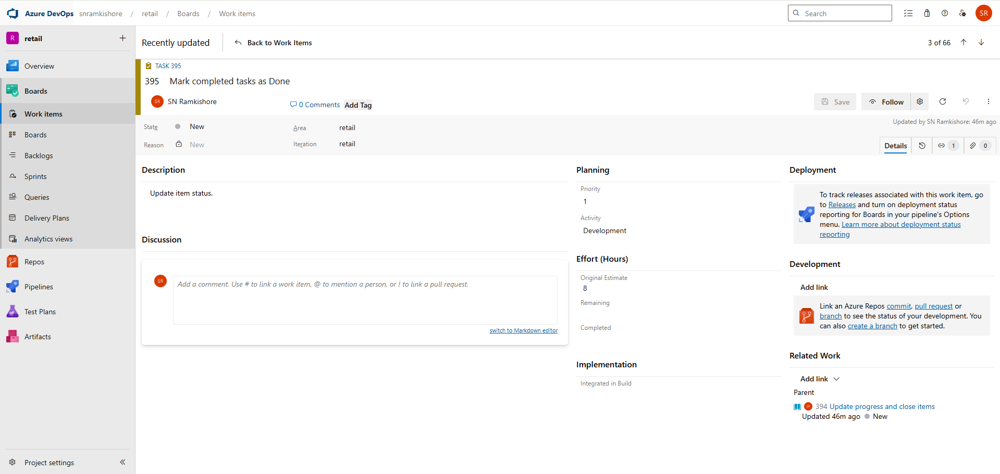 Azure DevOps snramkishore / retail / Boards / Work items
Search
SR
R retail
Overview
Boards
Work items
Boards
Backlogs
Sprints
Queries
Delivery Plans
Analytics views
Repos
Pipelines
Test Plans
Artifacts
Project settings
Recently updated
Back to Work Items
3 of 66
TASK 395
395 Mark completed tasks as Done
SR SN Ramkishore
0 Comments
Add Tag
Save
Follow
State New
Area retail
Updated by SN Ramkishore: 46m ago
Reason New
Iteration retail
Details
1
0
Description
Update item status.
Discussion
SR
Add a comment. Use # to link a work item, @ to mention a person, or ! to link a pull request.
switch to Markdown editor
Planning
Priority
1
Activity
Development
Effort (Hours)
Original Estimate
8
Remaining
Completed
Implementation
Integrated in Build
Deployment
To track releases associated with this work item, go
to Releases and turn on deployment status
reporting for Boards in your pipeline's Options
menu. Learn more about deployment status
reporting
Development
Add link
Link an Azure Repos commit, pull request or
branch to see the status of your development. You
can also create a branch to get started.
Related Work
Add link
Parent
SR 394 Update progress and close items
Updated 46m ago New